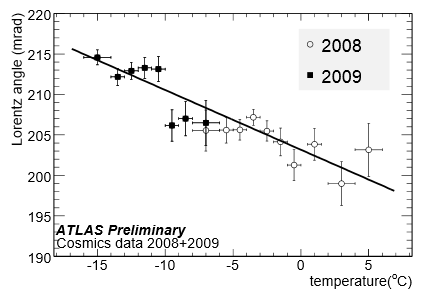 220
215
210
205
200
195
190
Lorentz angle (mrad)
2008
2009
ATLAS Preliminary
Cosmics data 2008+2009
-15 -10 -5 0 5
temperature(°C)